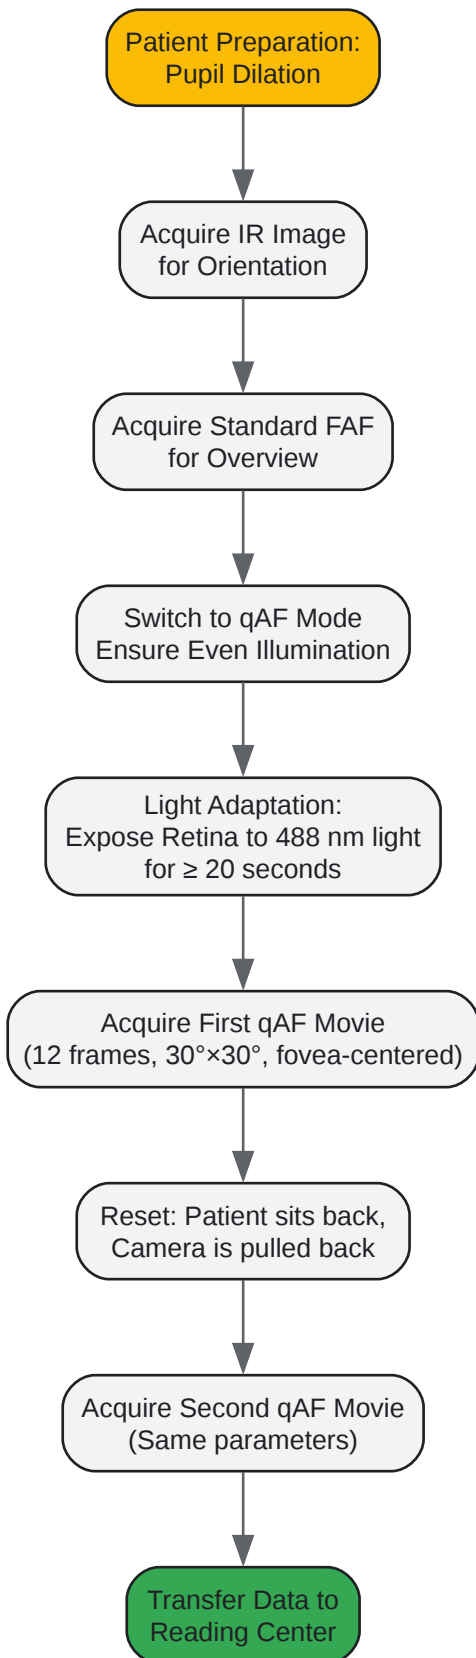 Patient Preparation:
Pupil Dilation
Acquire IR Image
for Orientation
Acquire Standard FAF
for Overview
Switch to qAF Mode
Ensure Even Illumination
Light Adaptation:
Expose Retina to 488 nm light
for ≥ 20 seconds
Acquire First qAF Movie
(12 frames, 30°×30°, fovea-centered)
Reset: Patient sits back,
Camera is pulled back
Acquire Second qAF Movie
(Same parameters)
Transfer Data to
Reading Center